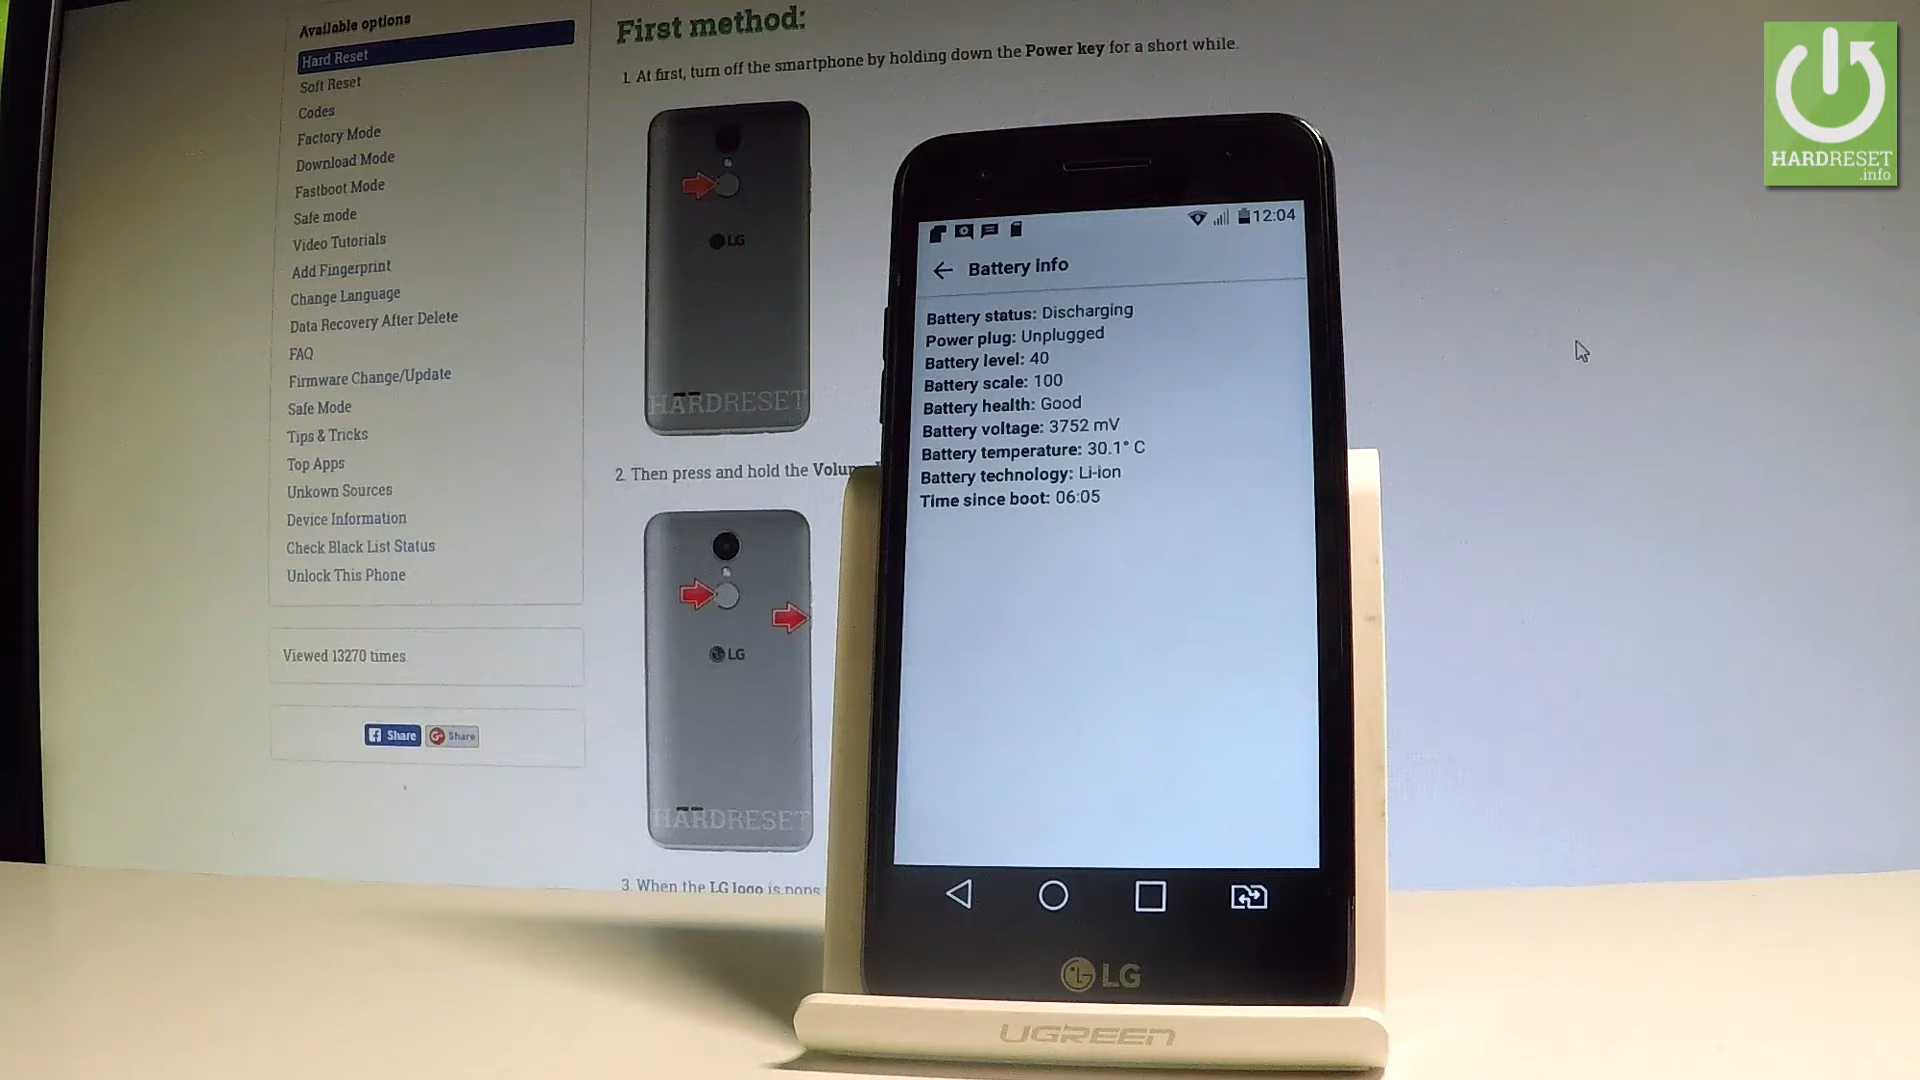 Available options
Hard Reset
Soft Reset
Codes
Factory Mode
Download Mode
Fastboot Mode
Safe mode
Video Tutorials
Add Fingerprint
Change Language
Data Recovery After Delete
FAQ
Firmware Change/Update
Safe Mode
Tips & Tricks
Top Apps
Unkown Sources
Device Information
Check Black List Status
Unlock This Phone
Viewed 13270 times
Share
Share
First method:
1. At first, turn off the smartphone by holding down the Power key for a short while.
LG
HARDRESET
2. Then press and hold the
LG
HARDRESET
3. When the LG logo is
12:04
Battery info
Battery status: Discharging
Power plug: Unplugged
Battery level: 40
Battery scale: 100
Battery health: Good
Battery voltage: 3752 mV
Battery temperature: 30.1° C
Battery technology: Li-ion
Time since boot: 06:05
LG
UGREEN
HARDRESET
.info